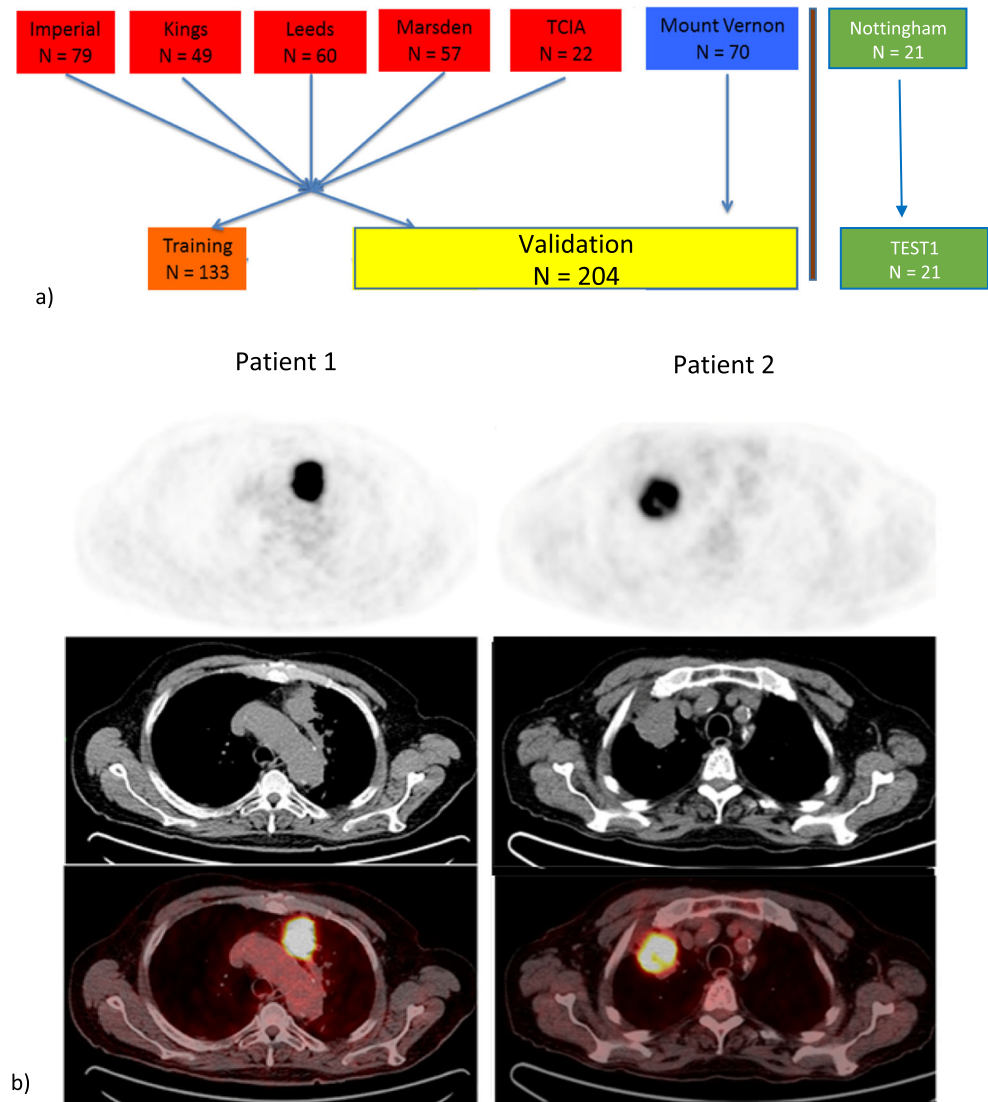 Imperial
N = 79
Kings
N = 49
Leeds
N = 60
Marsden
N = 57
TCIA
N = 22
Mount Vernon
N = 70
Nottingham
N = 21
Training
N = 133
Validation
N = 204
TEST1
N = 21
a)
Patient 1
Patient 2
b)